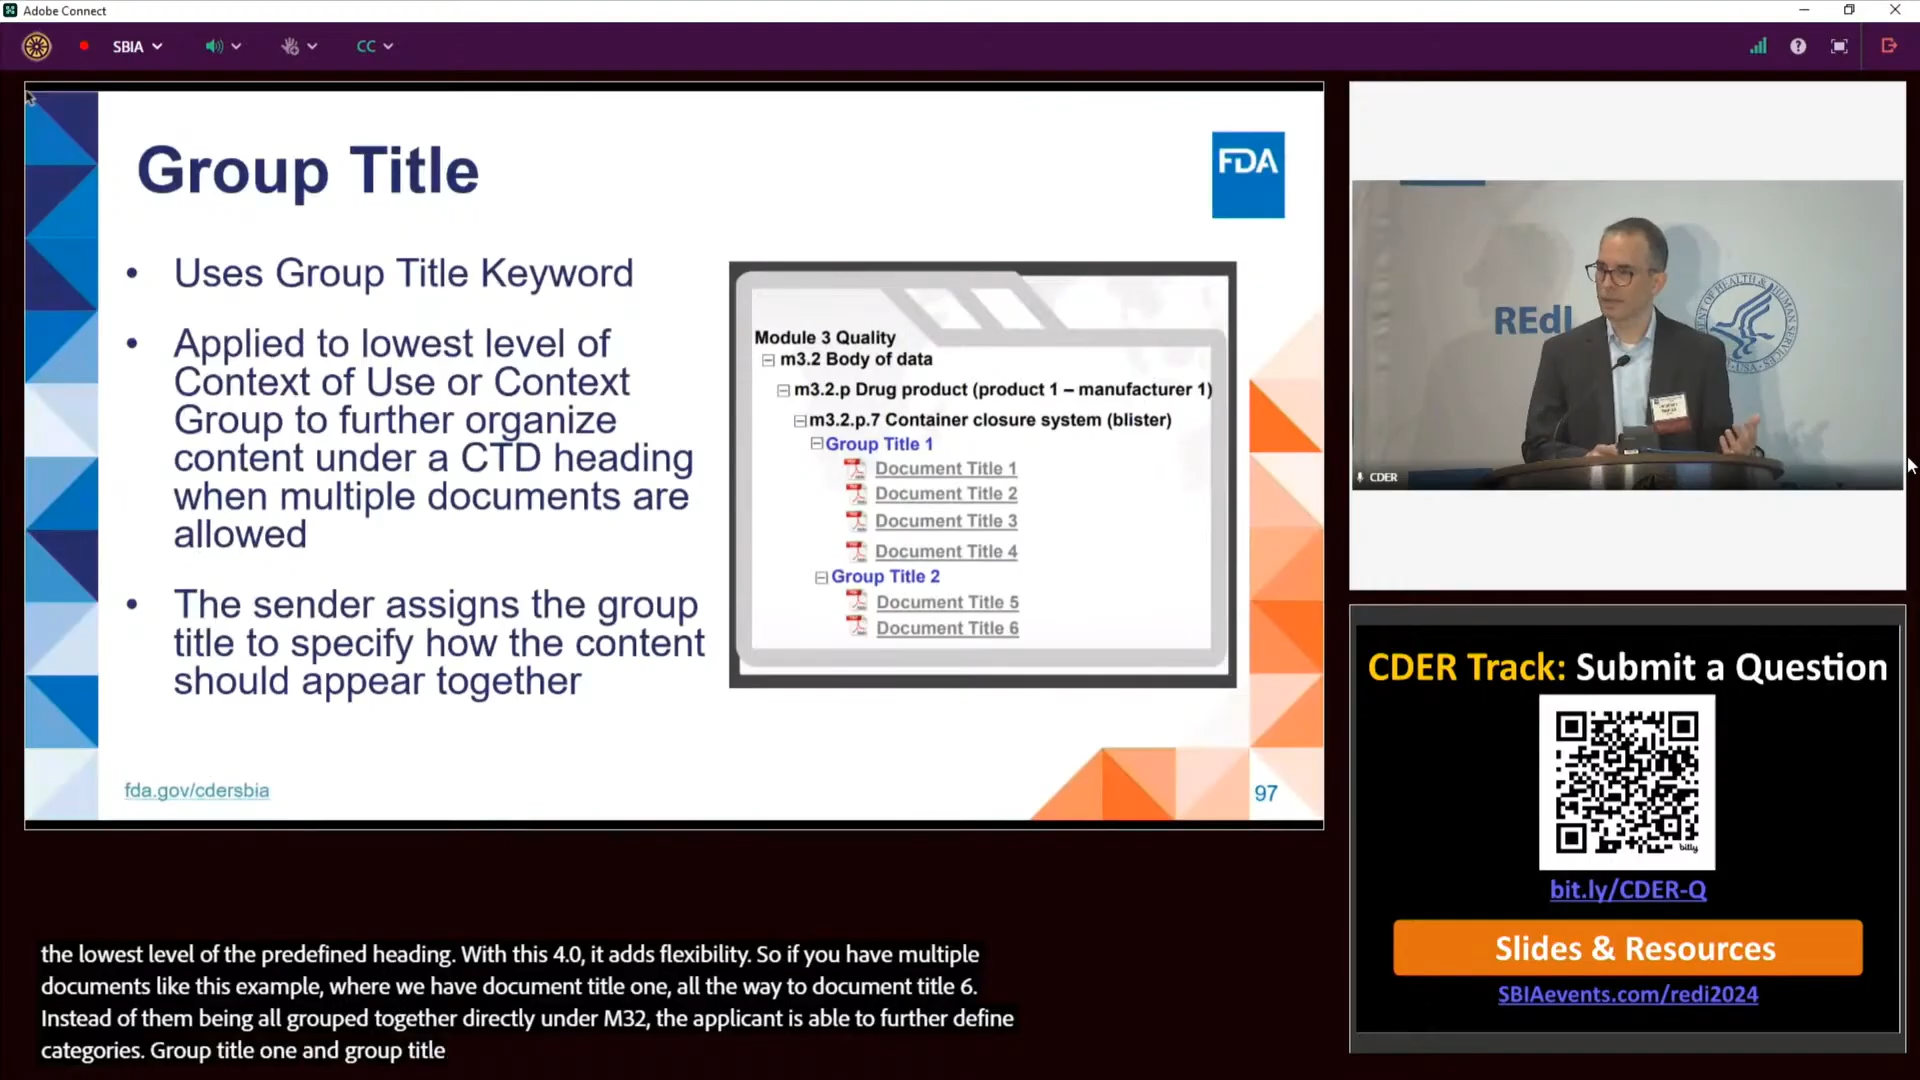 Adobe Connect
SBIA
CC
Group Title
FDA
• Uses Group Title Keyword
• Applied to lowest level of
Context of Use or Context
Group to further organize
content under a CTD heading
when multiple documents are
allowed
• The sender assigns the group
title to specify how the content
should appear together
Module 3 Quality
m3.2 Body of data
m3.2.p Drug product (product 1 – manufacturer 1)
m3.2.p.7 Container closure system (blister)
Group Title 1
Document Title 1
Document Title 2
Document Title 3
Document Title 4
Group Title 2
Document Title 5
Document Title 6
fda.gov/cdersbia
97
REdI
CDER
CDER Track: Submit a Question
bitly
bit.ly/CDER-Q
Slides & Resources
SBIAevents.com/redi2024
the lowest level of the predefined heading. With this 4.0, it adds flexibility. So if you have multiple
documents like this example, where we have document title one, all the way to document title 6.
Instead of them being all grouped together directly under M32, the applicant is able to further define
categories. Group title one and group title